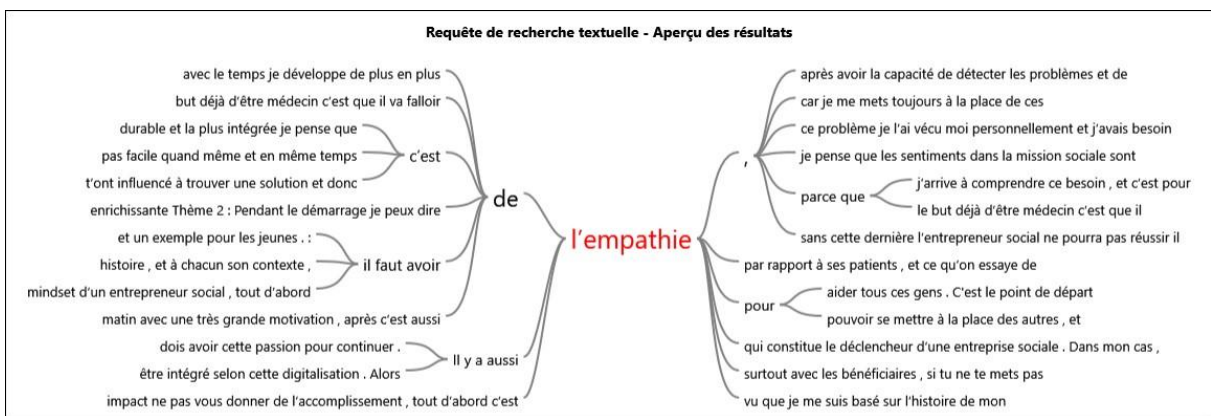 Requête de recherche textuelle - Aperçu des résultats
avec le temps je développe de plus en plus
but déjà d'être médecin c'est que il va falloir
durable et la plus intégrée je pense que
pas facile quand même et en même temps
t'ont influencé à trouver une solution et donc
c'est
enrichissante Thème 2 : Pendant le démarrage je peux dire
et un exemple pour les jeunes . :
histoire , et à chacun son contexte ,
mindset d'un entrepreneur social , tout d'abord
il faut avoir
matin avec une très grande motivation , après c'est aussi
de
dois avoir cette passion pour continuer .
être intégré selon cette digitalisation . Alors
Il y a aussi
impact ne pas vous donner de l'accomplissement , tout d'abord c'est
l'empathie
,
après avoir la capacité de détecter les problèmes et de
car je me mets toujours à la place de ces
ce problème je l'ai vécu moi personnellement et j'avais besoin
je pense que les sentiments dans la mission sociale sont
parce que
j'arrive à comprendre ce besoin , et c'est pour
le but déjà d'être médecin c'est que il
sans cette dernière l'entrepreneur social ne pourra pas réussir il
par rapport à ses patients , et ce qu'on essaye de
pour
aider tous ces gens . C'est le point de départ
pouvoir se mettre à la place des autres , et
qui constitue le déclencheur d'une entreprise sociale . Dans mon cas ,
surtout avec les bénéficiaires , si tu ne te mets pas
vu que je me suis basé sur l'histoire de mon